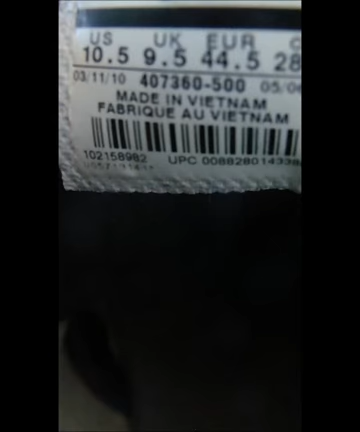 US UK EUR
10.5 9.5 44.5 28
03/11/10 407360-500 05/0
MADE IN VIETNAM
FABRIQUE AU VIETNAM
102158982 UPC 00882801433